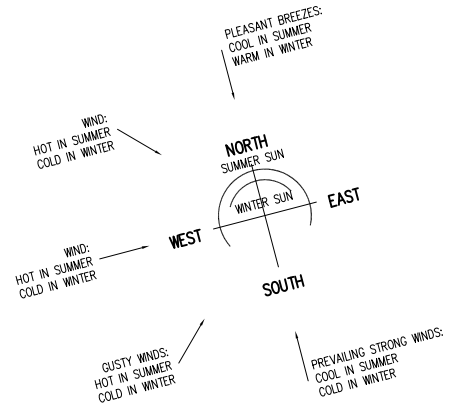 PLEASANT BREEZES:
COOL IN SUMMER
WARM IN WINTER
WIND:
HOT IN SUMMER
COLD IN WINTER
NORTH
SUMMER SUN
WINTER SUN
EAST
WEST
WIND:
HOT IN SUMMER
COLD IN WINTER
SOUTH
GUSTY WINDS:
HOT IN SUMMER
COLD IN WINTER
PREVAILING STRONG WINDS:
COOL IN SUMMER
COLD IN WINTER